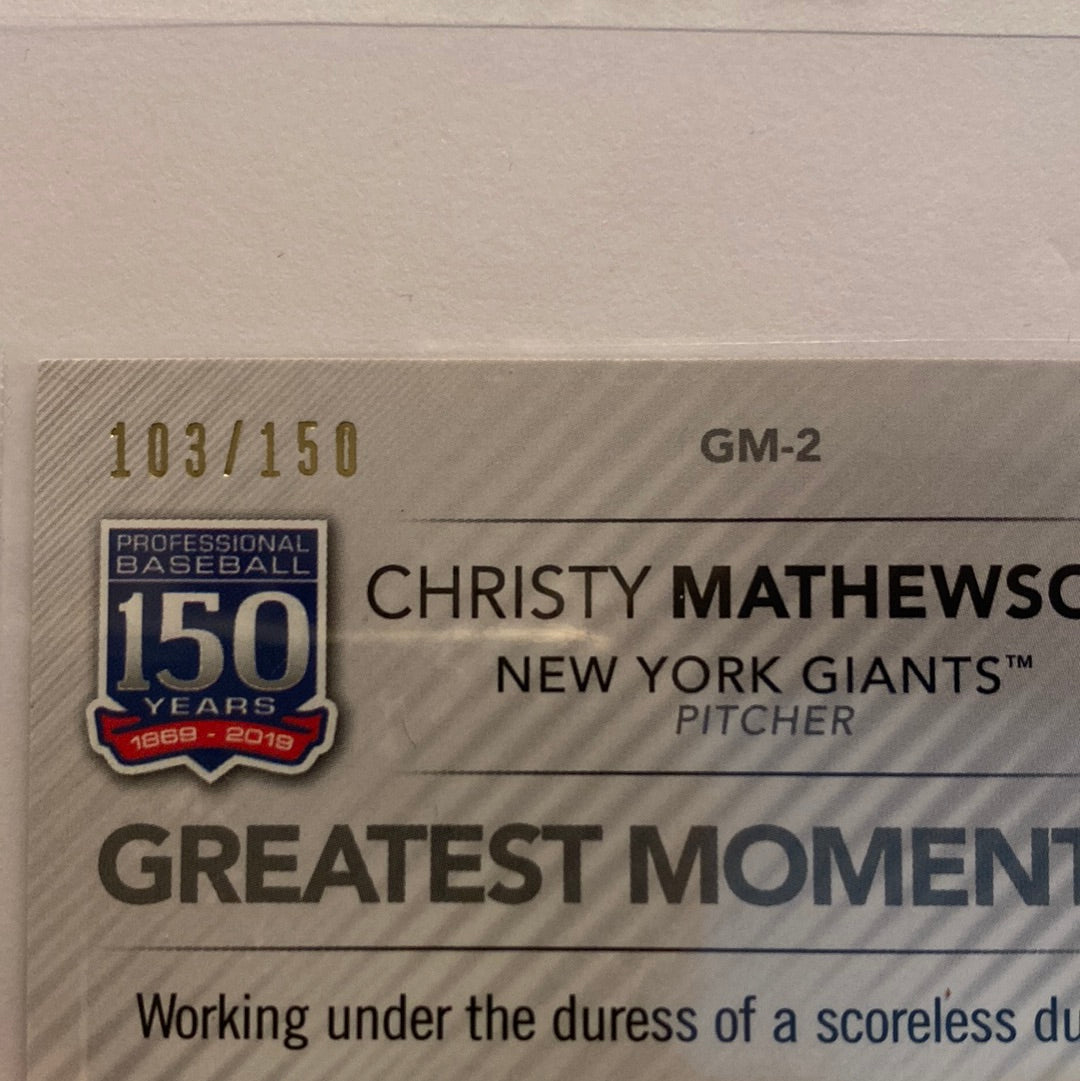 103/150
GM-2
PROFESSIONAL
BASEBALL
150
YEARS
1869 - 2019
CHRISTY MATHEWSO
NEW YORK GIANTS™
PITCHER
GREATEST MOMENT
Working under the duress of a scoreless du